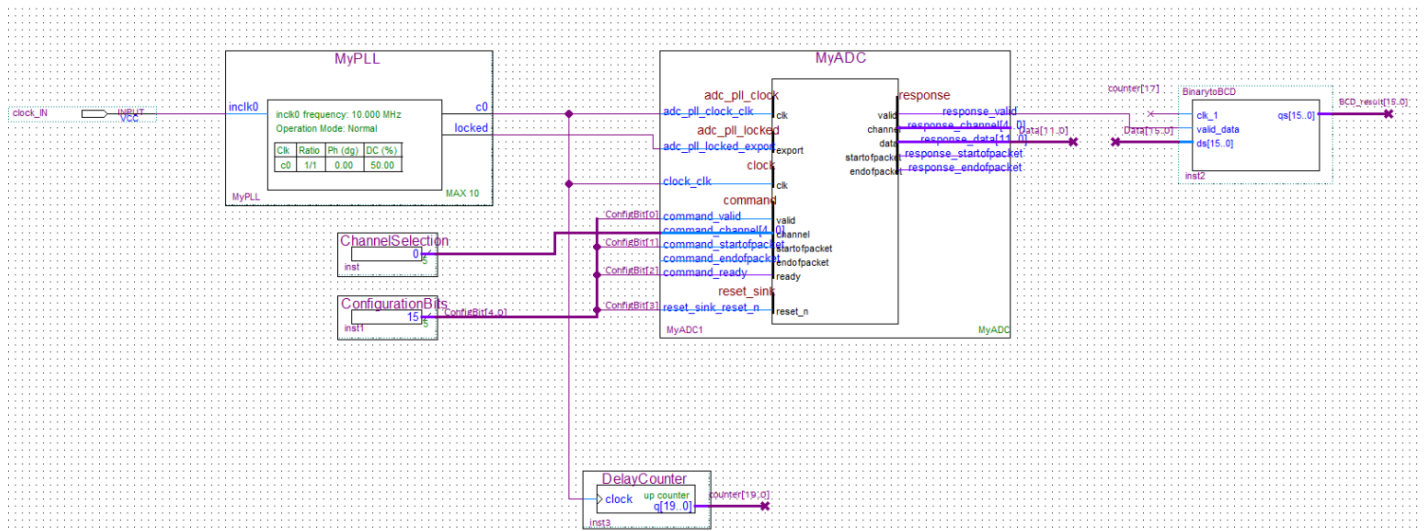 MyPLL
clock_IN
INPUT
VCC
inclk0
inclk0 frequency: 10.000 MHz
Operation Mode: Normal
Clk Ratio Ph (dg) DC (%)
c0 1/1 0.00 50.00
c0
locked
MyPLL
MAX 10
ChannelSelection
0
5
inst
ConfigurationBits
15
5
inst1
ConfigBit[4..0]
MyADC
adc_pll_clock
adc_pll_clock_clk
clk
adc_pll_locked
adc_pll_locked_export
export
clock
clock_clk
clk
command
ConfigBit[0]
command_valid
valid
command_channel[4..0]
channel
ConfigBit[1]
command_startofpacket
startofpacket
command_endofpacket
endofpacket
ConfigBit[2]
command_ready
ready
reset_sink
ConfigBit[3]
reset_sink_reset_n
reset_n
response
valid
response_valid
channel
response_channel[4..0]
data
response_data[11..0]
Data[11..0]
startofpacket
response_startofpacket
endofpacket
response_endofpacket
MyADC1
MyADC
counter[17]
BinarytoBCD
clk_1
valid_data
Data[15..0]
ds[15..0]
qs[15..0]
BCD_result[15..0]
inst2
DelayCounter
up counter
clock
q[19..0]
counter[19..0]
inst3